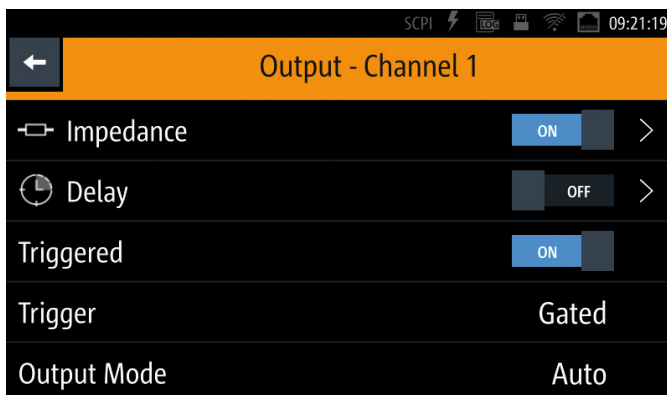 SCPI LOG 09:21:19
Output - Channel 1
Impedance ON
Delay OFF
Triggered ON
Trigger Gated
Output Mode Auto